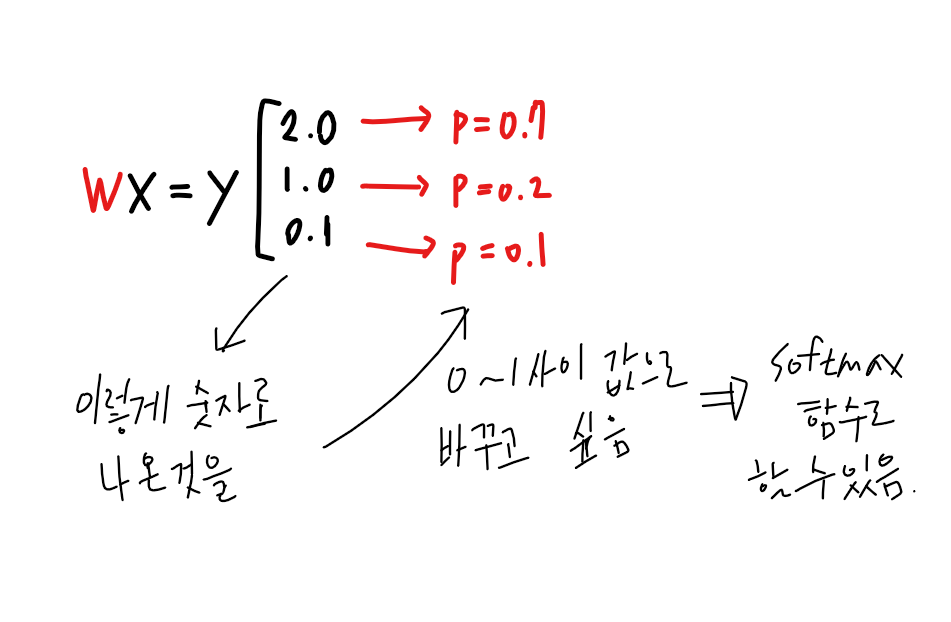 WX = Y
2.0 → p = 0.7
1.0 → p = 0.2
0.1 → p = 0.1
이렇게 숫자로
나온것을
0~1사이 값으로
바꾸고 싶음
⇒ softmax
함수로
할 수 있음.